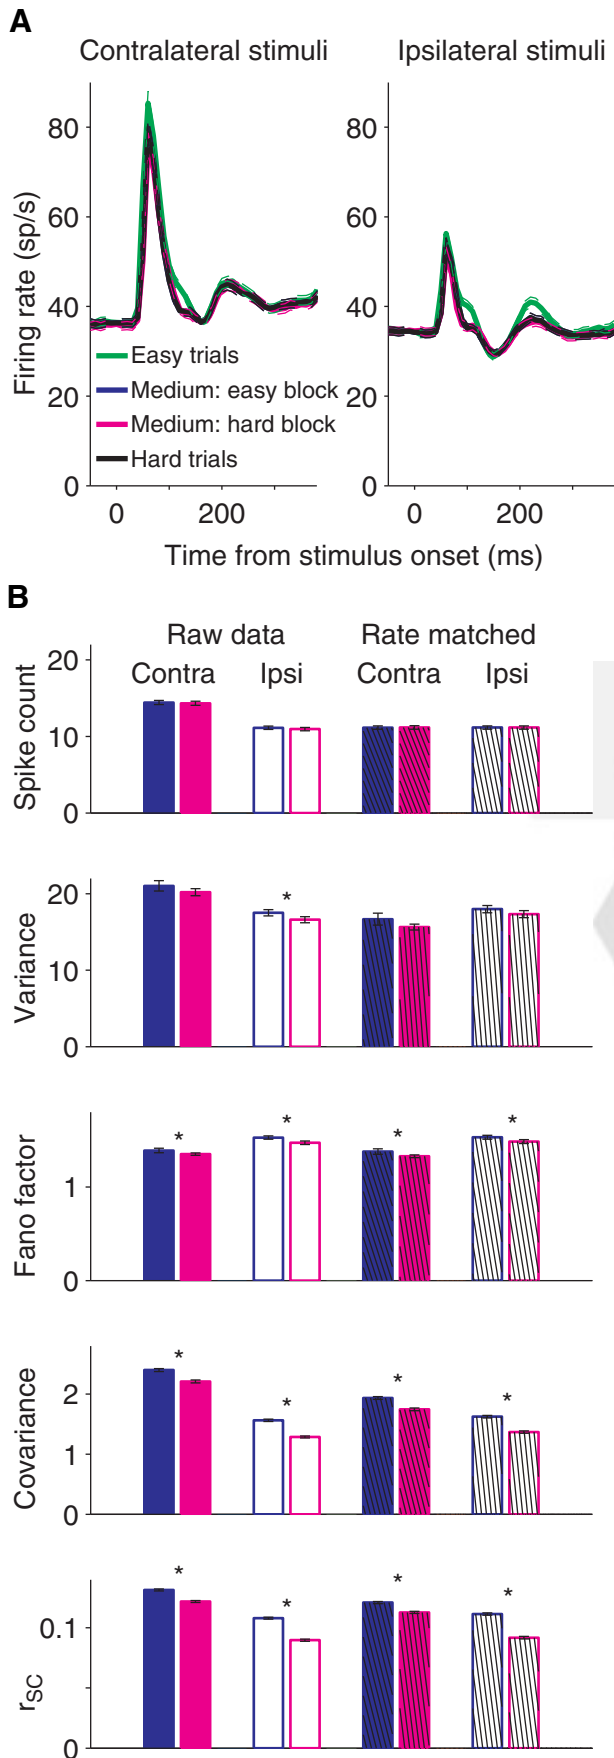 A
Contralateral stimuli Ipsilateral stimuli
Firing rate (sp/s)
80 80
60 60
40 40
20 20
0 0
Easy trials
Medium: easy block
Medium: hard block
Hard trials
0 200 0 200
Time from stimulus onset (ms)
B
Raw data Rate matched
Contra Ipsi Contra Ipsi
Spike count
20
10
0
Variance
20
10
0
*
Fano factor
1
0
* * * *
Covariance
2
1
0
* * * *
rSC
0.1
0
* * * *